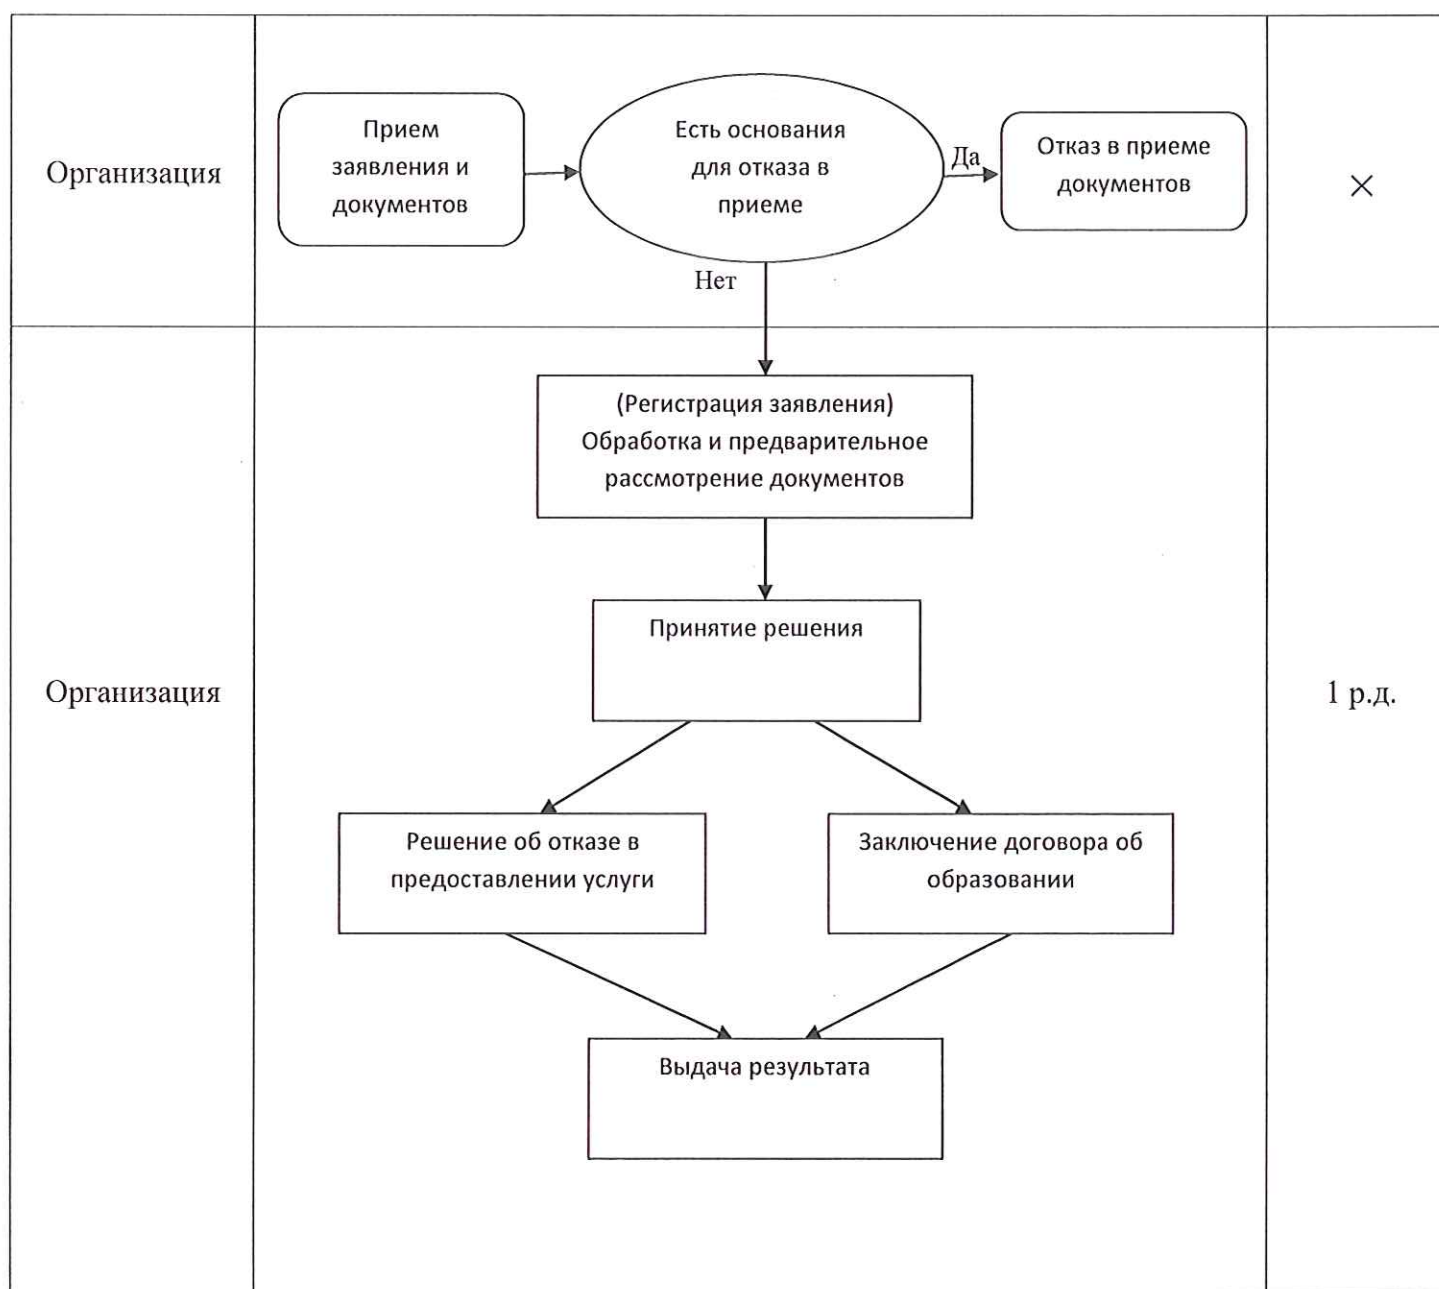 Организация
Прием
заявления и
документов
Есть основания
для отказа в
приеме
Да
Отказ в приеме
документов
×
Нет
Организация
(Регистрация заявления)
Обработка и предварительное
рассмотрение документов
Принятие решения
1 р.д.
Решение об отказе в
предоставлении услуги
Заключение договора об
образовании
Выдача результата